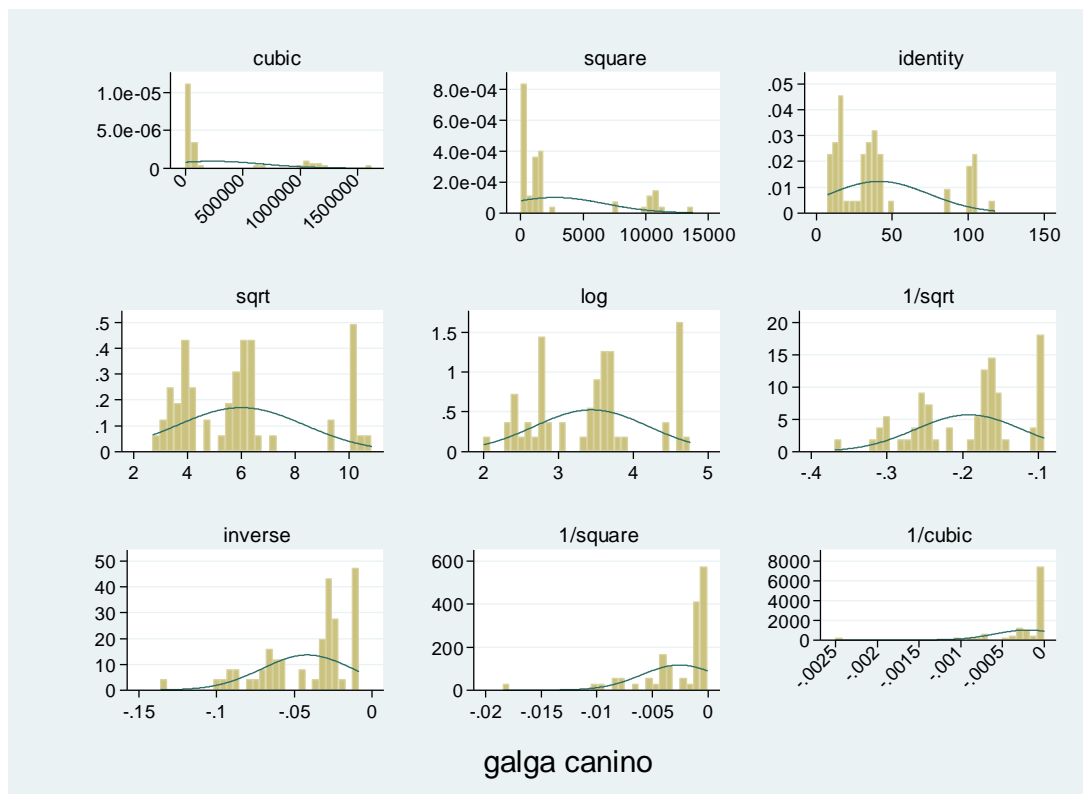 cubic
1.0e-05
5.0e-06
0
0 500000 1000000 1500000
square
8.0e-04
6.0e-04
4.0e-04
2.0e-04
0
0 5000 10000 15000
identity
.05
.04
.03
.02
.01
0
0 50 100 150
sqrt
.5
.4
.3
.2
.1
0
2 4 6 8 10
log
1.5
1
.5
0
2 3 4 5
1/sqrt
20
15
10
5
0
-.4 -.3 -.2 -.1
inverse
50
40
30
20
10
0
-.15 -.1 -.05 0
1/square
600
400
200
0
-.02 -.015 -.01 -.005 0
1/cubic
8000
6000
4000
2000
0
-.0025 -.002 -.0015 -.001 -.0005 0
galga canino